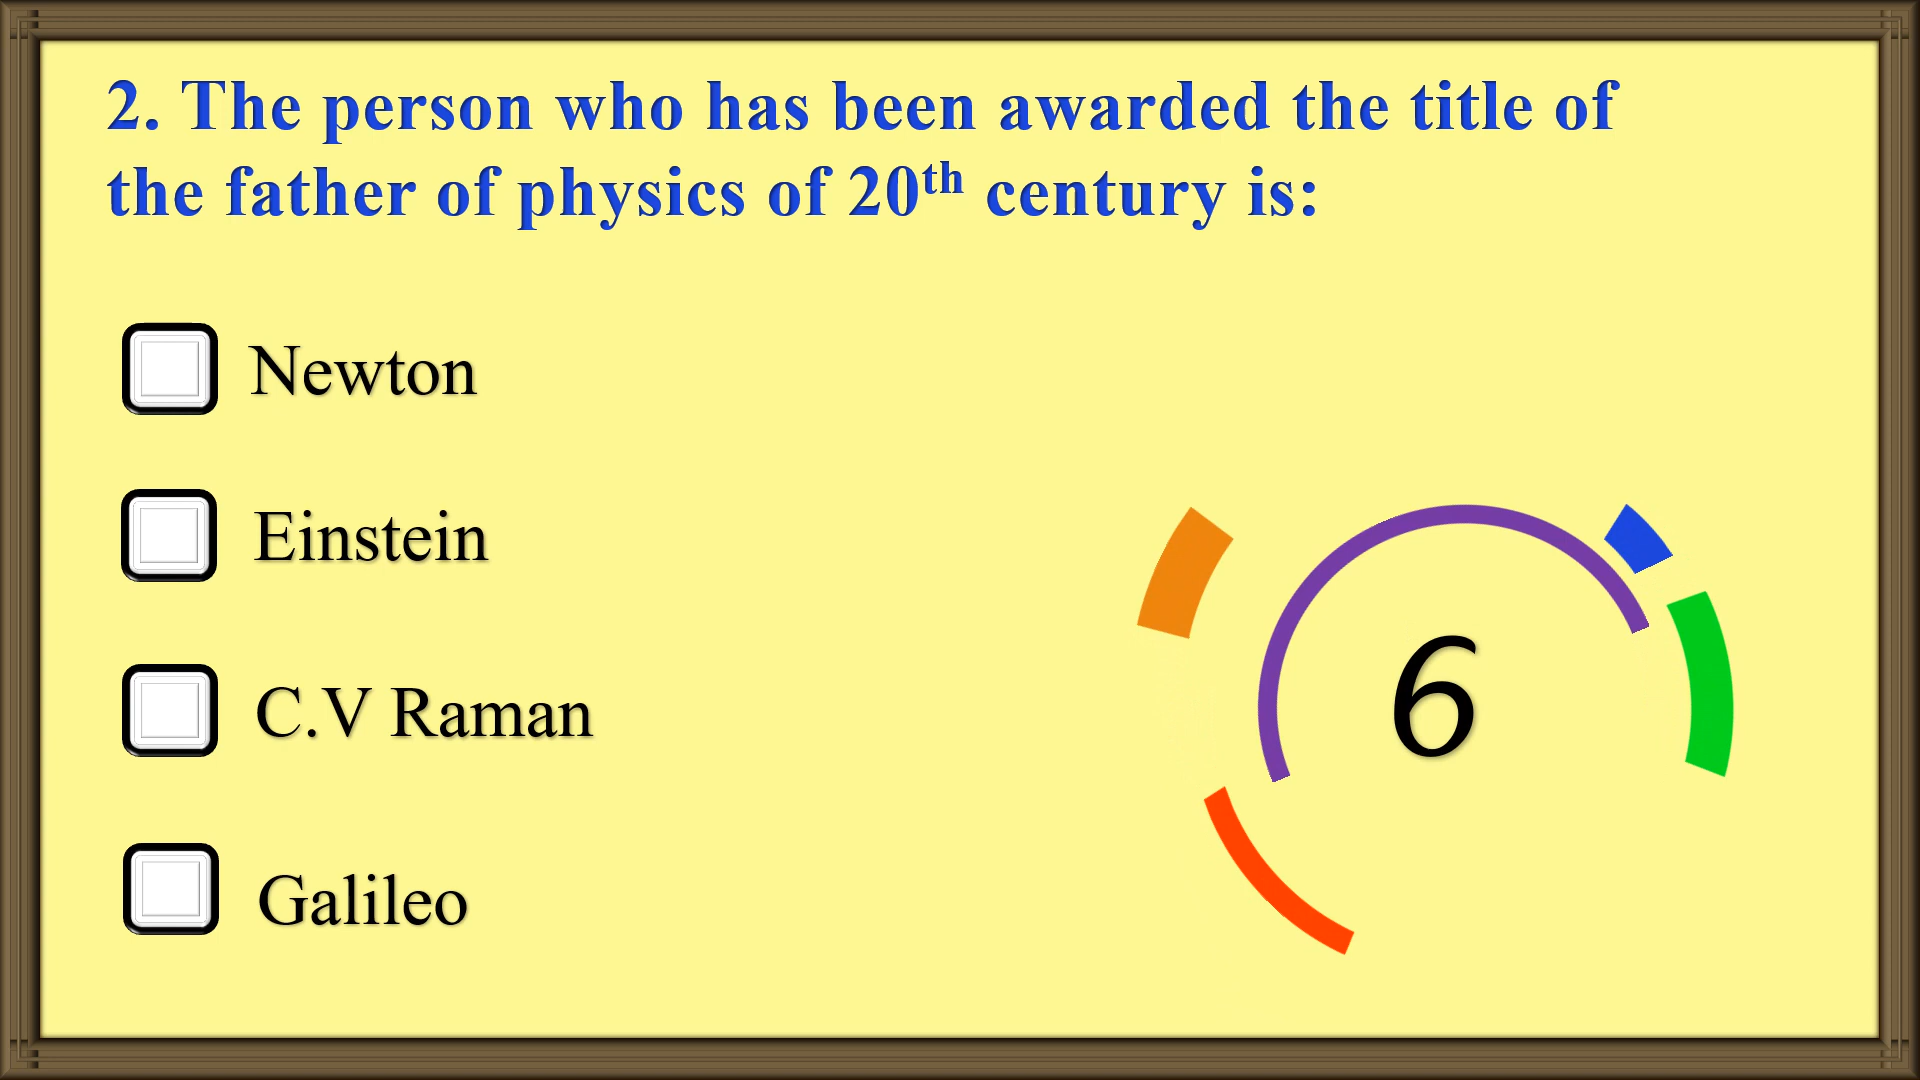 2. The person who has been awarded the title of
the father of physics of 20th century is:
Newton
Einstein
C.V Raman
Galileo
6